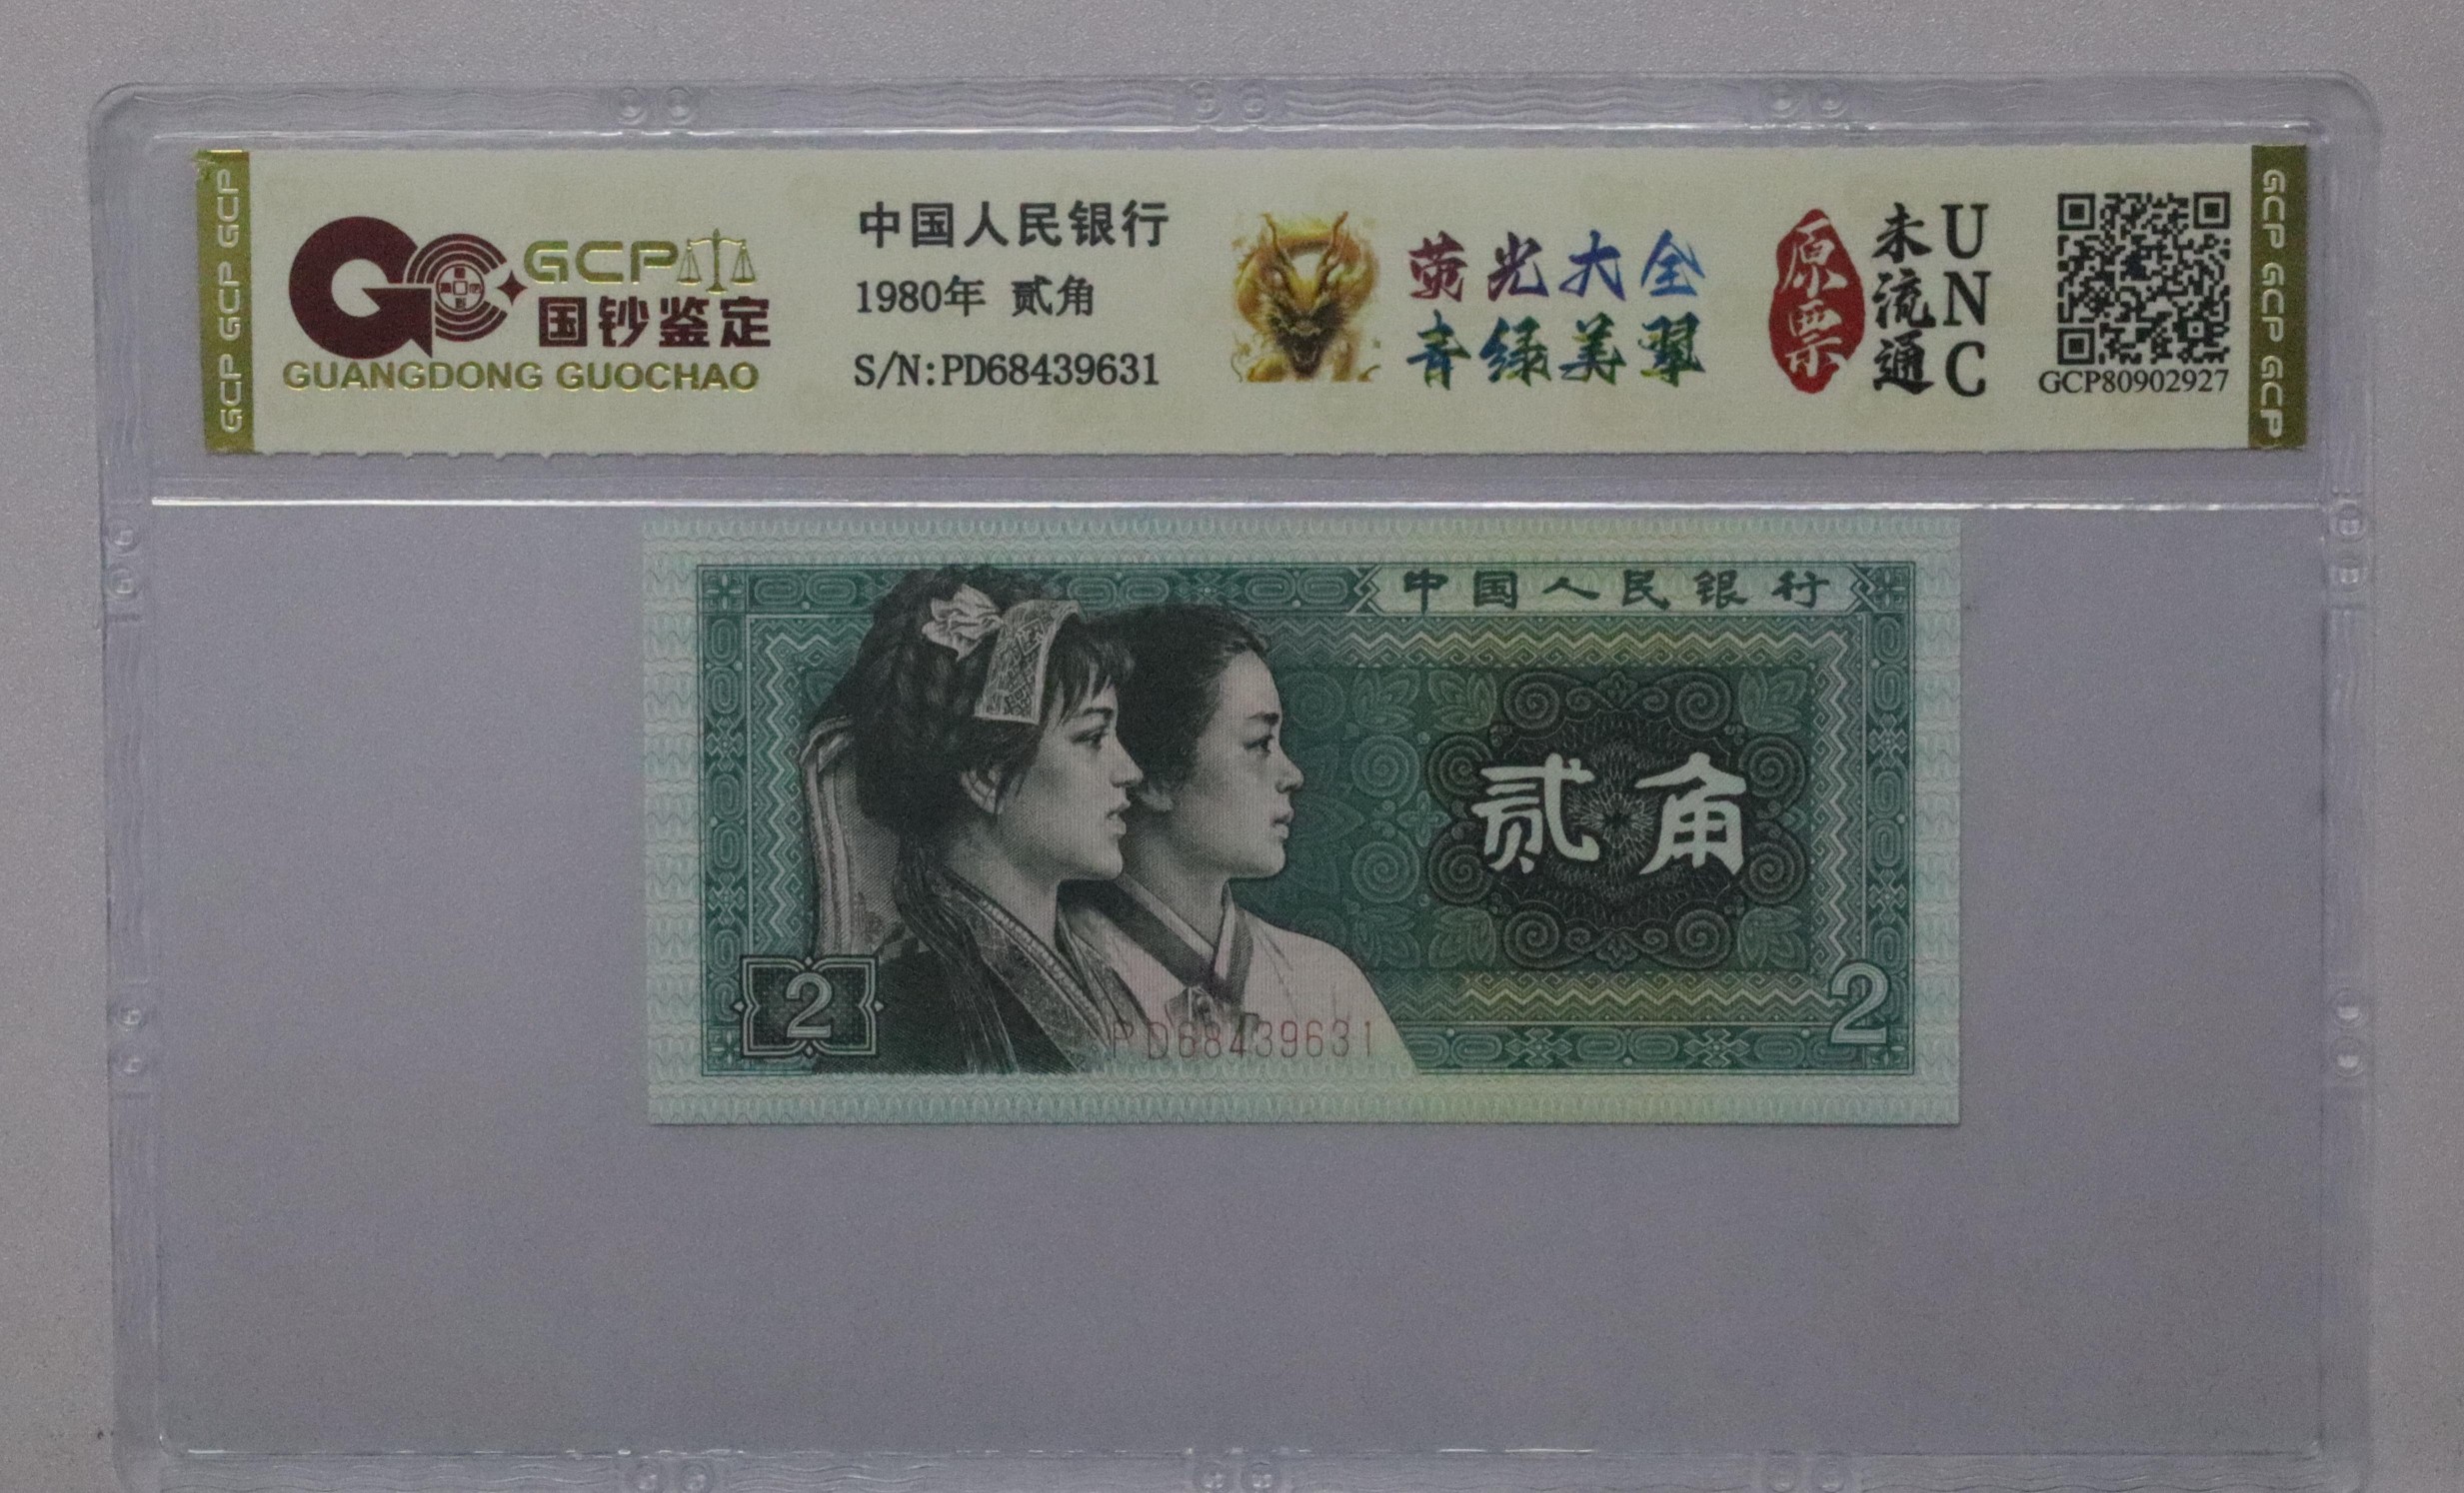 GCP GCP GCP
GCP
国钞鉴定
GUANGDONG GUOCHAO
中国人民银行
1980年 贰角
S/N:PD68439631
荧光大全
青绿美翠
原票
未流通
UNC
GCP80902927
GCP GCP GCP
中国人民银行
贰角
2
2
PD68439631